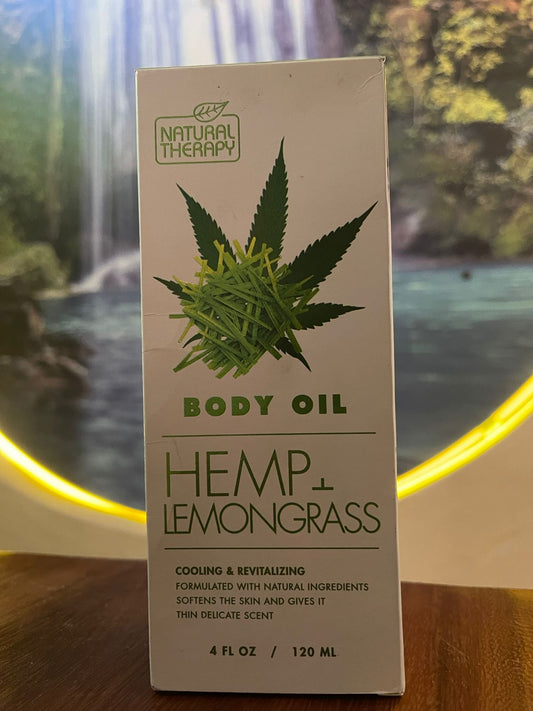 NATURAL
THERAPY
BODY OIL
HEMP+
LEMONGRASS
COOLING & REVITALIZING
FORMULATED WITH NATURAL INGREDIENTS
SOFTENS THE SKIN AND GIVES IT
THIN DELICATE SCENT
4 FL OZ / 120 ML